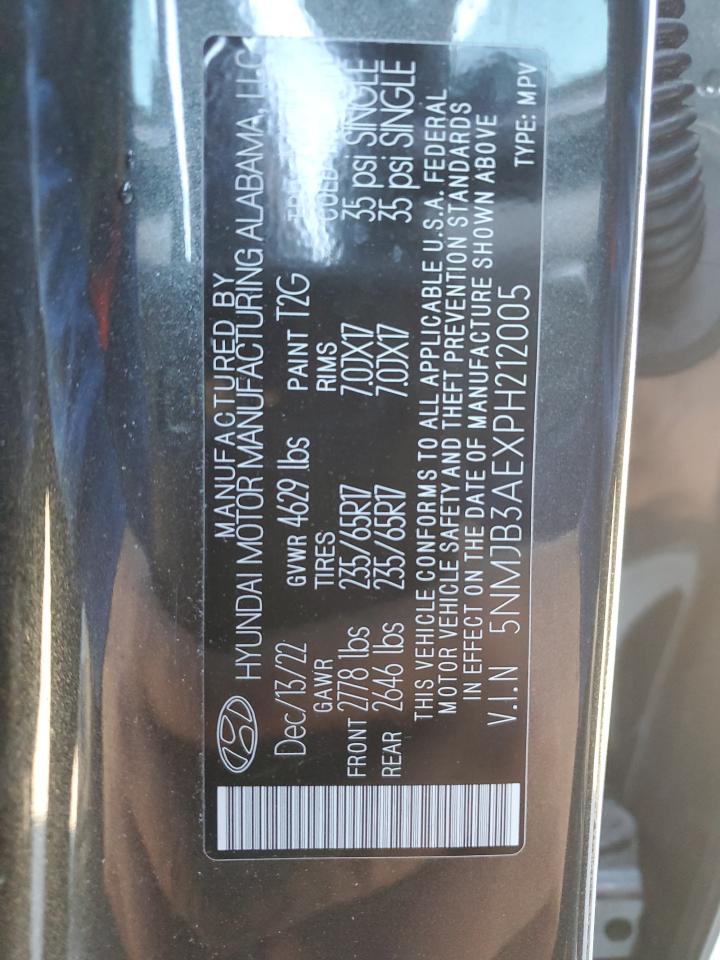 MANUFACTURED BY
HYUNDAI MOTOR MANUFACTURING ALABAMA, LLC
Dec/13/22 GVWR 4629 lbs PAINT T2G
GAWR TIRES RIMS COLD
FRONT 2778 lbs 235/65R17 7.0JX17 35 psi SINGLE
REAR 2646 lbs 235/65R17 7.0JX17 35 psi SINGLE
THIS VEHICLE CONFORMS TO ALL APPLICABLE U.S.A. FEDERAL
MOTOR VEHICLE SAFETY AND THEFT PREVENTION STANDARDS
IN EFFECT ON THE DATE OF MANUFACTURE SHOWN ABOVE
V.I.N 5NMJB3AEXPH212005 TYPE: MPV